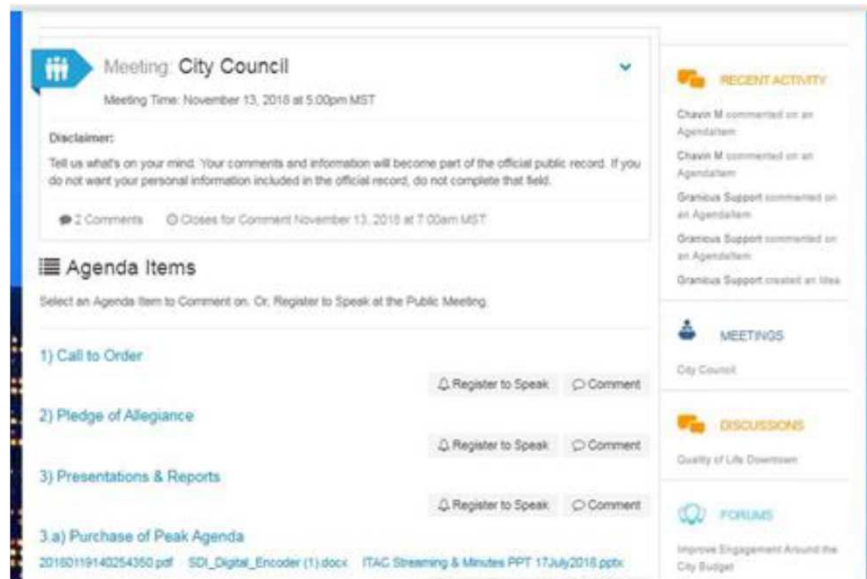 Meeting: City Council
Meeting Time: November 13, 2018 at 5:00pm MST
Disclaimer:
Tell us what's on your mind. Your comments and information will become part of the official public record. If you
do not want your personal information included in the official record, do not complete that field.
2 Comments Closes for Comment November 13, 2018 at 7:00am MST
Agenda Items
Select an Agenda Item to Comment on. Or, Register to Speak at the Public Meeting.
1) Call to Order
Register to Speak Comment
2) Pledge of Allegiance
Register to Speak Comment
3) Presentations & Reports
Register to Speak Comment
3.a) Purchase of Peak Agenda
20160119140254350.pdf SDI_Digital_Encoder (1).docx ITAC Streaming & Minutes PPT 17July2018.pptx
RECENT ACTIVITY
Chavin M commented on an
AgendaItem
Chavin M commented on an
AgendaItem
Granicus Support commented on
an AgendaItem
Granicus Support commented on
an AgendaItem
Granicus Support created an Idea
MEETINGS
City Council
DISCUSSIONS
Quality of Life Downtown
FORUMS
Improve Engagement Around the
City Budget